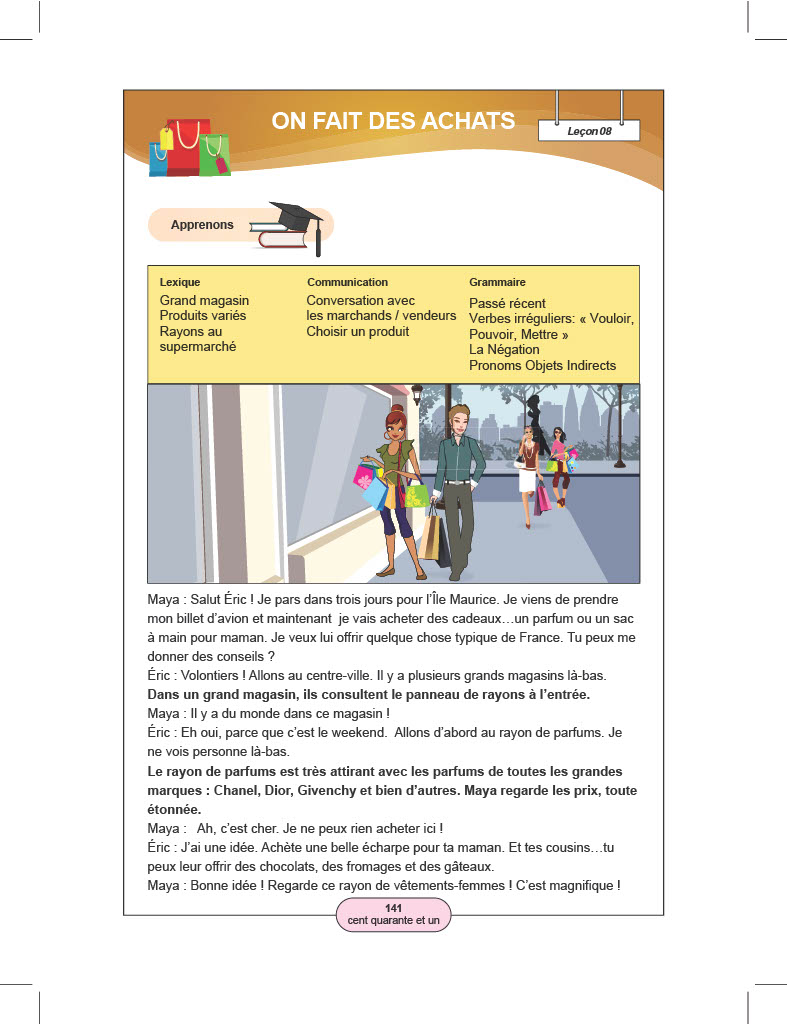 ON FAIT DES ACHATS
Leçon 08
Apprenons
Lexique
Grand magasin
Produits variés
Rayons au
supermarché
Communication
Conversation avec
les marchands / vendeurs
Choisir un produit
Grammaire
Passé récent
Verbes irréguliers: « Vouloir,
Pouvoir, Mettre »
La Négation
Pronoms Objets Indirects
Maya : Salut Éric ! Je pars dans trois jours pour l’Île Maurice. Je viens de prendre
mon billet d’avion et maintenant je vais acheter des cadeaux…un parfum ou un sac
à main pour maman. Je veux lui offrir quelque chose typique de France. Tu peux me
donner des conseils ?
Éric : Volontiers ! Allons au centre-ville. Il y a plusieurs grands magasins là-bas.
Dans un grand magasin, ils consultent le panneau de rayons à l’entrée.
Maya : Il y a du monde dans ce magasin !
Éric : Eh oui, parce que c’est le weekend. Allons d’abord au rayon de parfums. Je
ne vois personne là-bas.
Le rayon de parfums est très attirant avec les parfums de toutes les grandes
marques : Chanel, Dior, Givenchy et bien d’autres. Maya regarde les prix, toute
étonnée.
Maya : Ah, c’est cher. Je ne peux rien acheter ici !
Éric : J’ai une idée. Achète une belle écharpe pour ta maman. Et tes cousins…tu
peux leur offrir des chocolats, des fromages et des gâteaux.
Maya : Bonne idée ! Regarde ce rayon de vêtements-femmes ! C’est magnifique !
141
cent quarante et un